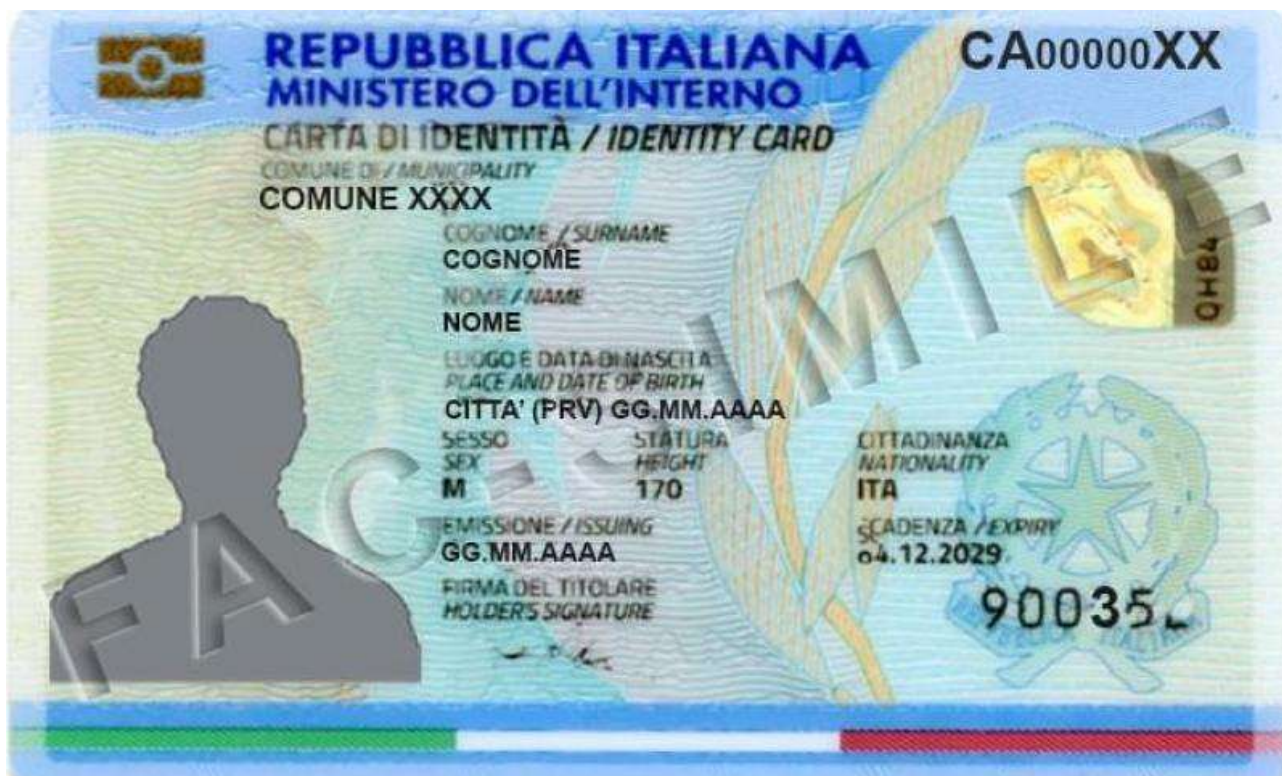 REPUBBLICA ITALIANA
CA00000XX
MINISTERO DELL'INTERNO
CARTA DI IDENTITÀ / IDENTITY CARD
COMUNE DI / MUNICIPALITY
COMUNE XXXX
COGNOME / SURNAME
COGNOME
NOME / NAME
NOME
LUOGO E DATA DI NASCITA
PLACE AND DATE OF BIRTH
CITTA' (PRV) GG.MM.AAAA
SESSO STATURA CITTADINANZA
SEX HEIGHT NATIONALITY
M 170 ITA
EMISSIONE / ISSUING SCADENZA / EXPIRY
GG.MM.AAAA 04.12.2029
FIRMA DEL TITOLARE
HOLDER'S SIGNATURE
90035
QH84
FAC-SIMILE